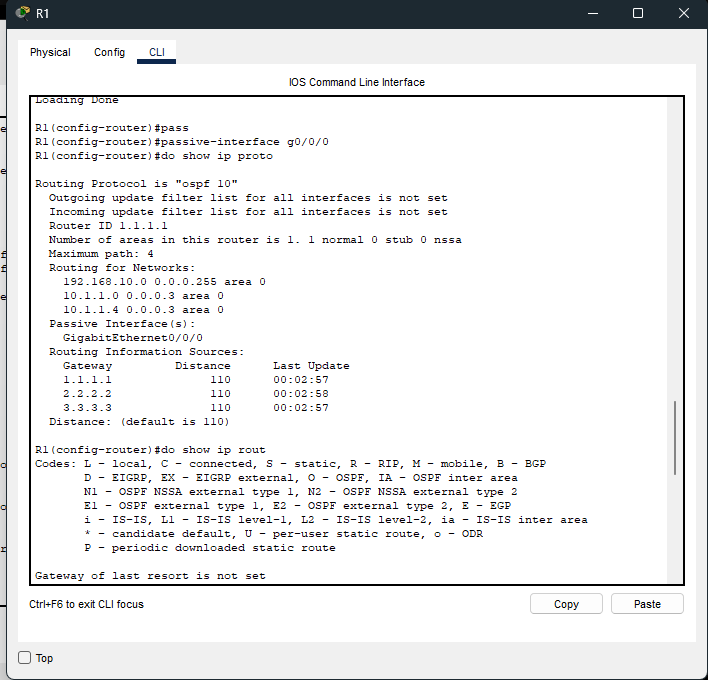 R1
Physical Config CLI
IOS Command Line Interface
Loading Done
R1(config-router)#pass
R1(config-router)#passive-interface g0/0/0
R1(config-router)#do show ip proto
Routing Protocol is "ospf 10"
Outgoing update filter list for all interfaces is not set
Incoming update filter list for all interfaces is not set
Router ID 1.1.1.1
Number of areas in this router is 1. 1 normal 0 stub 0 nssa
Maximum path: 4
Routing for Networks:
192.168.10.0 0.0.0.255 area 0
10.1.1.0 0.0.0.3 area 0
10.1.1.4 0.0.0.3 area 0
Passive Interface(s):
GigabitEthernet0/0/0
Routing Information Sources:
Gateway Distance Last Update
1.1.1.1 110 00:02:57
2.2.2.2 110 00:02:58
3.3.3.3 110 00:02:57
Distance: (default is 110)
R1(config-router)#do show ip rout
Codes: L - local, C - connected, S - static, R - RIP, M - mobile, B - BGP
D - EIGRP, EX - EIGRP external, O - OSPF, IA - OSPF inter area
N1 - OSPF NSSA external type 1, N2 - OSPF NSSA external type 2
E1 - OSPF external type 1, E2 - OSPF external type 2, E - EGP
i - IS-IS, L1 - IS-IS level-1, L2 - IS-IS level-2, ia - IS-IS inter area
* - candidate default, U - per-user static route, o - ODR
P - periodic downloaded static route
Gateway of last resort is not set
Ctrl+F6 to exit CLI focus
Copy Paste
Top